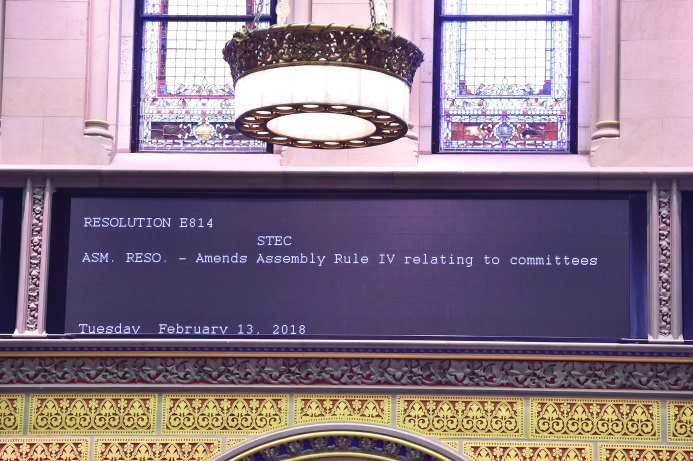 RESOLUTION E814
STEC
ASM. RESO. - Amends Assembly Rule IV relating to committees
Tuesday February 13, 2018